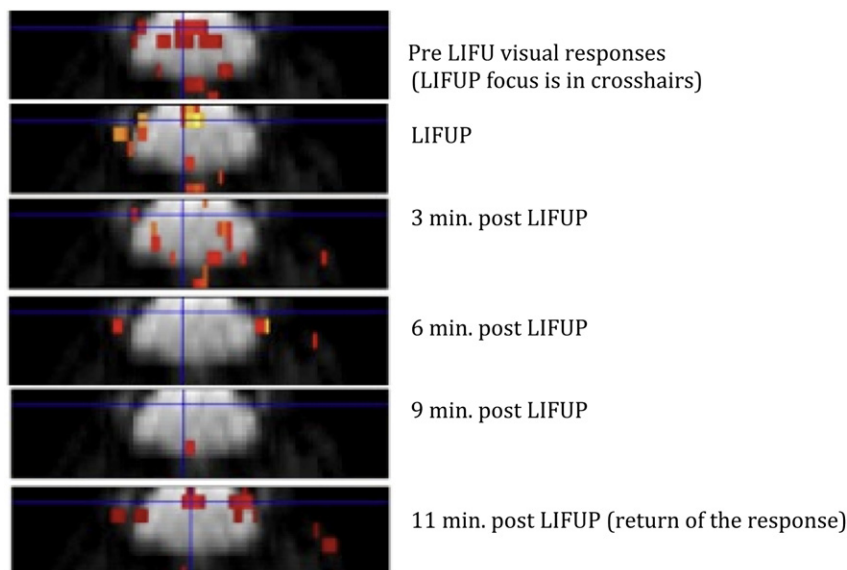 Pre LIFU visual responses
(LIFUP focus is in crosshairs)
LIFUP
3 min. post LIFUP
6 min. post LIFUP
9 min. post LIFUP
11 min. post LIFUP (return of the response)